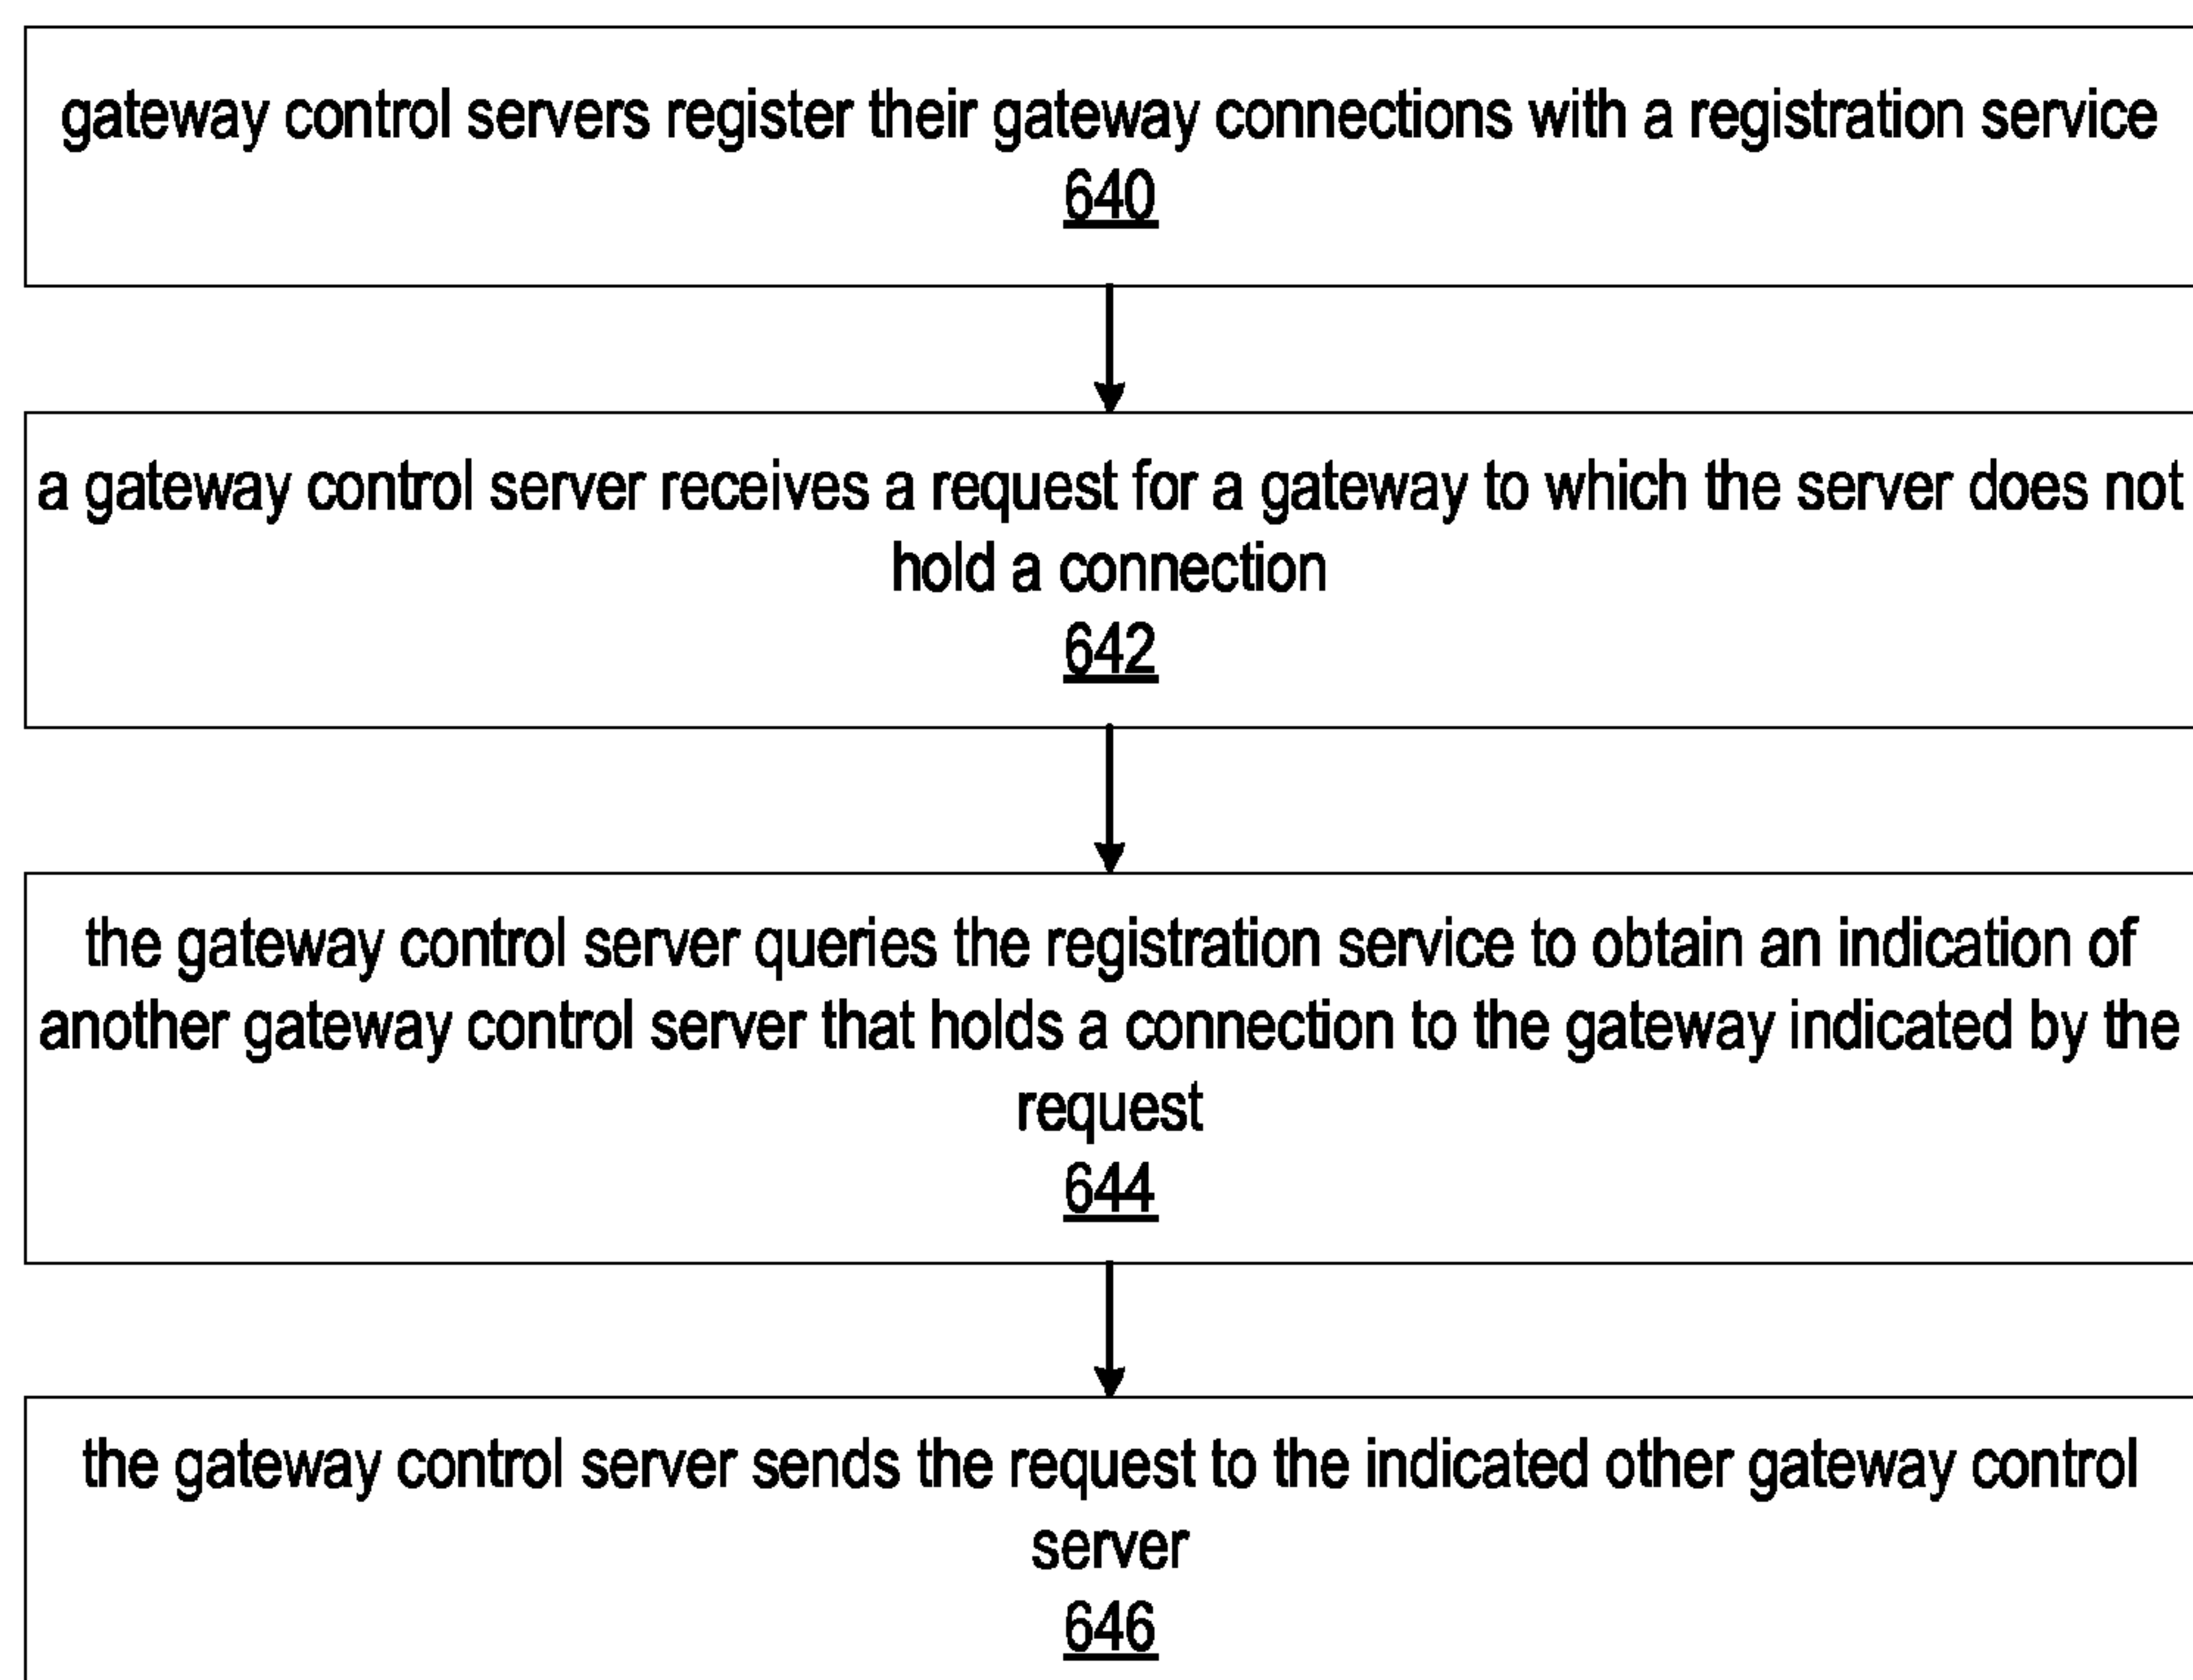 gateway control servers register their gateway connections with a registration service
640
a gateway control server receives a request for a gateway to which the server does not
hold a connection
642
the gateway control server queries the registration service to obtain an indication of
another gateway control server that holds a connection to the gateway indicated by the
request
644
the gateway control server sends the request to the indicated other gateway control
server
646